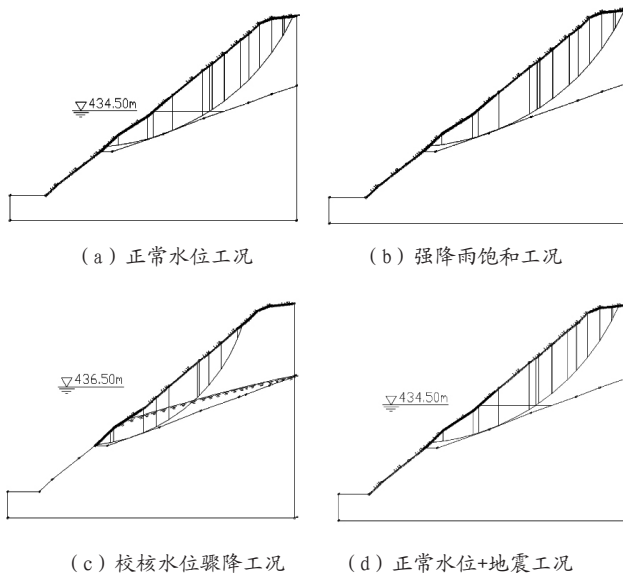 434.50m
(a)正常水位工况
(b)强降雨饱和工况
436.50m
434.50m
(c)校核水位骤降工况
(d)正常水位+地震工况